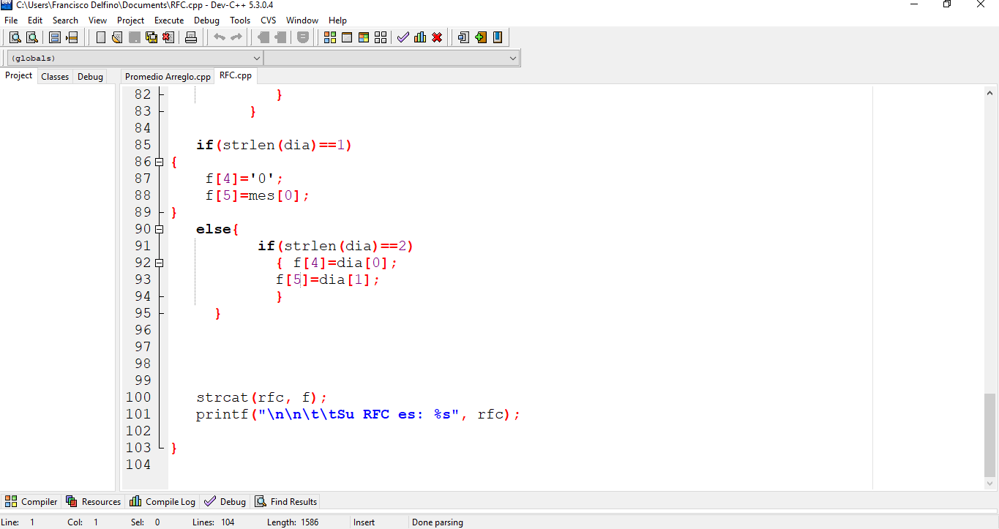 C:\Users\Francisco Delfino\Documents\RFC.cpp - Dev-C++ 5.3.0.4
File Edit Search View Project Execute Debug Tools CVS Window Help
(globals)
Project Classes Debug Promedio Arreglo.cpp RFC.cpp
82 }
83 }
84
85 if(strlen(dia)==1)
86 {
87 f[4]='0';
88 f[5]=mes[0];
89 }
90 else{
91 if(strlen(dia)==2)
92 { f[4]=dia[0];
93 f[5]=dia[1];
94 }
95 }
96
97
98
99
100 strcat(rfc, f);
101 printf("\n\n\t\tSu RFC es: %s", rfc);
102
103 }
104
Compiler Resources Compile Log Debug Find Results
Line: 1 Col: 1 Sel: 0 Lines: 104 Length: 1586 Insert Done parsing